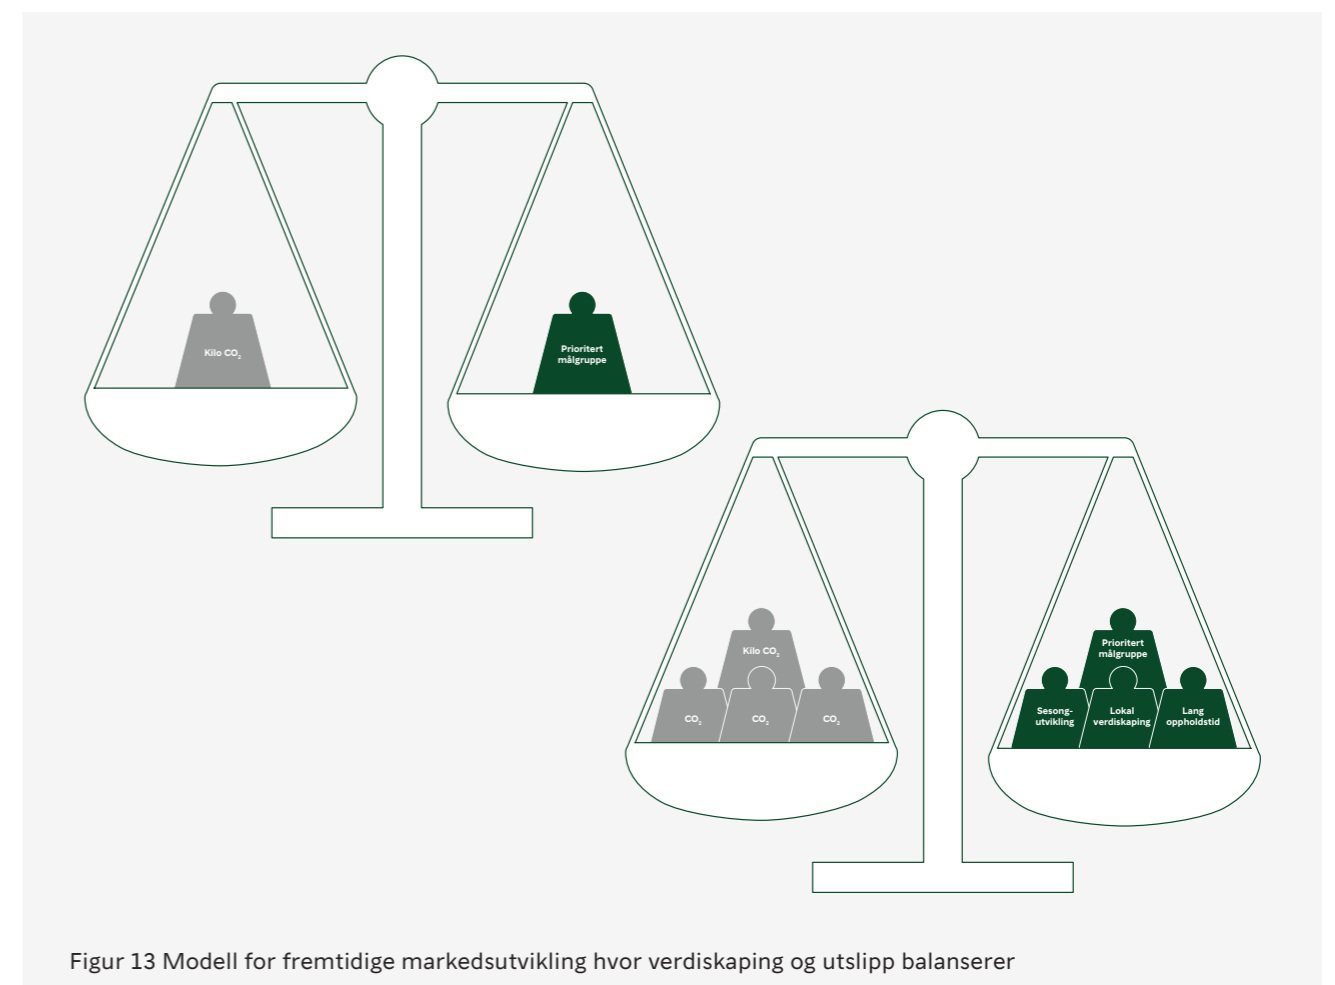 Kilo CO₂
Prioritert
målgruppe
Kilo CO₂
CO₂
CO₂
CO₂
Prioritert
målgruppe
Sesong-
utvikling
Lokal
verdiskaping
Lang
oppholdstid
Figur 13 Modell for fremtidige markedsutvikling hvor verdiskaping og utslipp balanserer